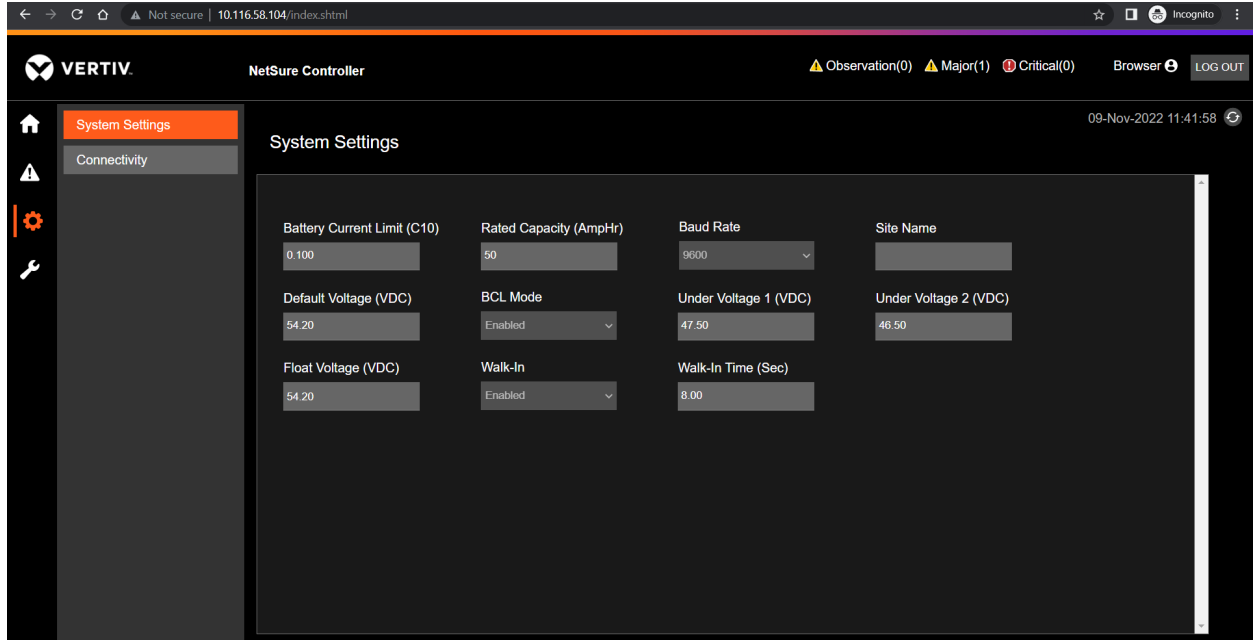 Not secure | 10.116.58.104/index.shtml Incognito
VERTIV. NetSure Controller Observation(0) Major(1) Critical(0) Browser LOG OUT
09-Nov-2022 11:41:58
System Settings
Connectivity
System Settings
Battery Current Limit (C10) Rated Capacity (AmpHr) Baud Rate Site Name
0.100 50 9600
Default Voltage (VDC) BCL Mode Under Voltage 1 (VDC) Under Voltage 2 (VDC)
54.20 Enabled 47.50 46.50
Float Voltage (VDC) Walk-In Walk-In Time (Sec)
54.20 Enabled 8.00